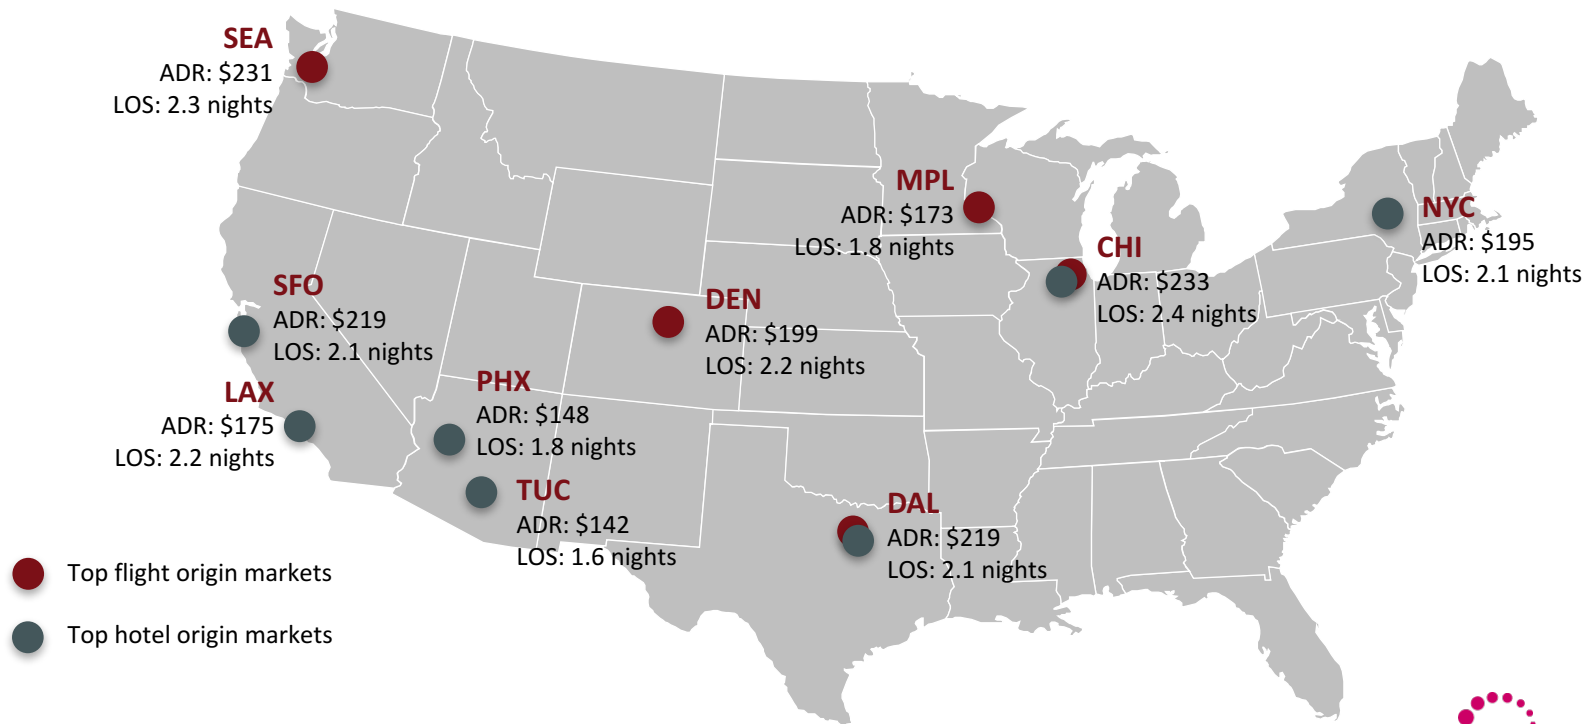 SEA
ADR: $231
LOS: 2.3 nights
MPL
ADR: $173
LOS: 1.8 nights
NYC
ADR: $195
LOS: 2.1 nights
CHI
ADR: $233
LOS: 2.4 nights
SFO
ADR: $219
LOS: 2.1 nights
DEN
ADR: $199
LOS: 2.2 nights
LAX
ADR: $175
LOS: 2.2 nights
PHX
ADR: $148
LOS: 1.8 nights
TUC
ADR: $142
LOS: 1.6 nights
DAL
ADR: $219
LOS: 2.1 nights
Top flight origin markets
Top hotel origin markets